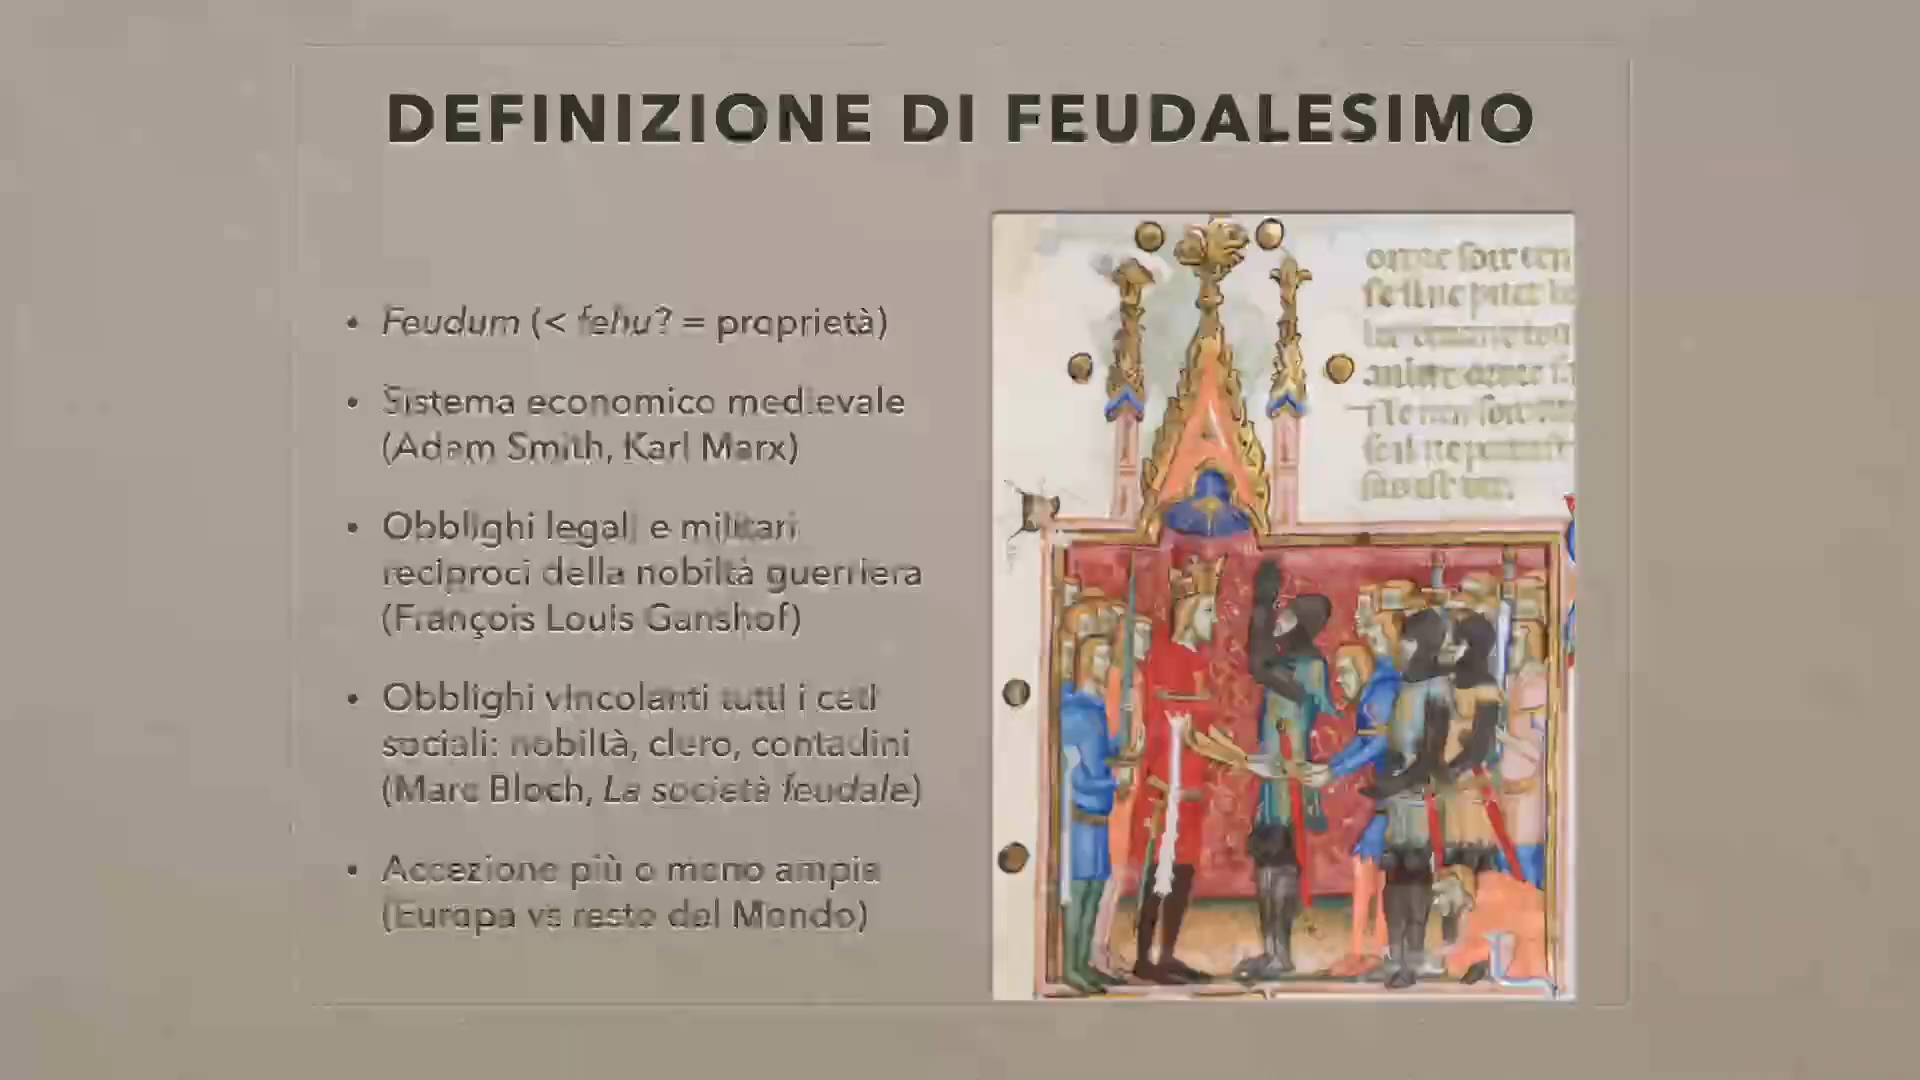 DEFINIZIONE DI FEUDALESIMO
• Feudum (< fehu? = proprietà)
• Sistema economico medievale
(Adam Smith, Karl Marx)
• Obblighi legali e militari
reciproci della nobiltà guerriera
(François Louis Ganshof)
• Obblighi vincolanti tutti i ceti
sociali: nobiltà, clero, contadini
(Marc Bloch, La società feudale)
• Accezione più o meno ampia
(Europa vs resto del Mondo)